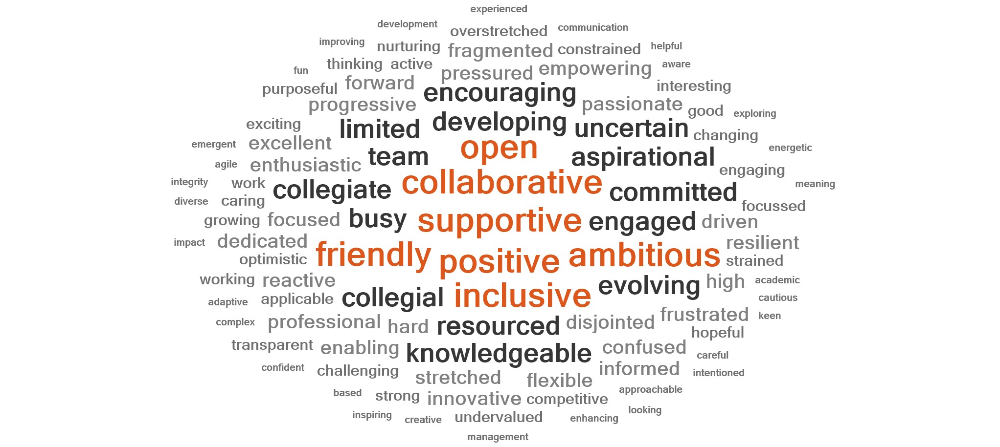 experienced
development overstretched communication
improving nurturing fragmented constrained helpful
fun thinking active pressured empowering aware
purposeful forward encouraging interesting
progressive passionate good exploring
exciting limited developing uncertain changing
emergent excellent team open aspirational energetic
agile enthusiastic engaging
integrity work collegiate collaborative committed meaning
diverse caring focussed
growing focused busy supportive engaged driven
impact dedicated friendly positive ambitious resilient
optimistic strained
working reactive evolving high academic
adaptive applicable collegial inclusive cautious
complex professional hard resourced disjointed frustrated keen
hopeful
transparent enabling knowledgeable confused careful
confident challenging stretched flexible informed intentioned
based strong innovative competitive approachable
inspiring creative undervalued enhancing looking
management